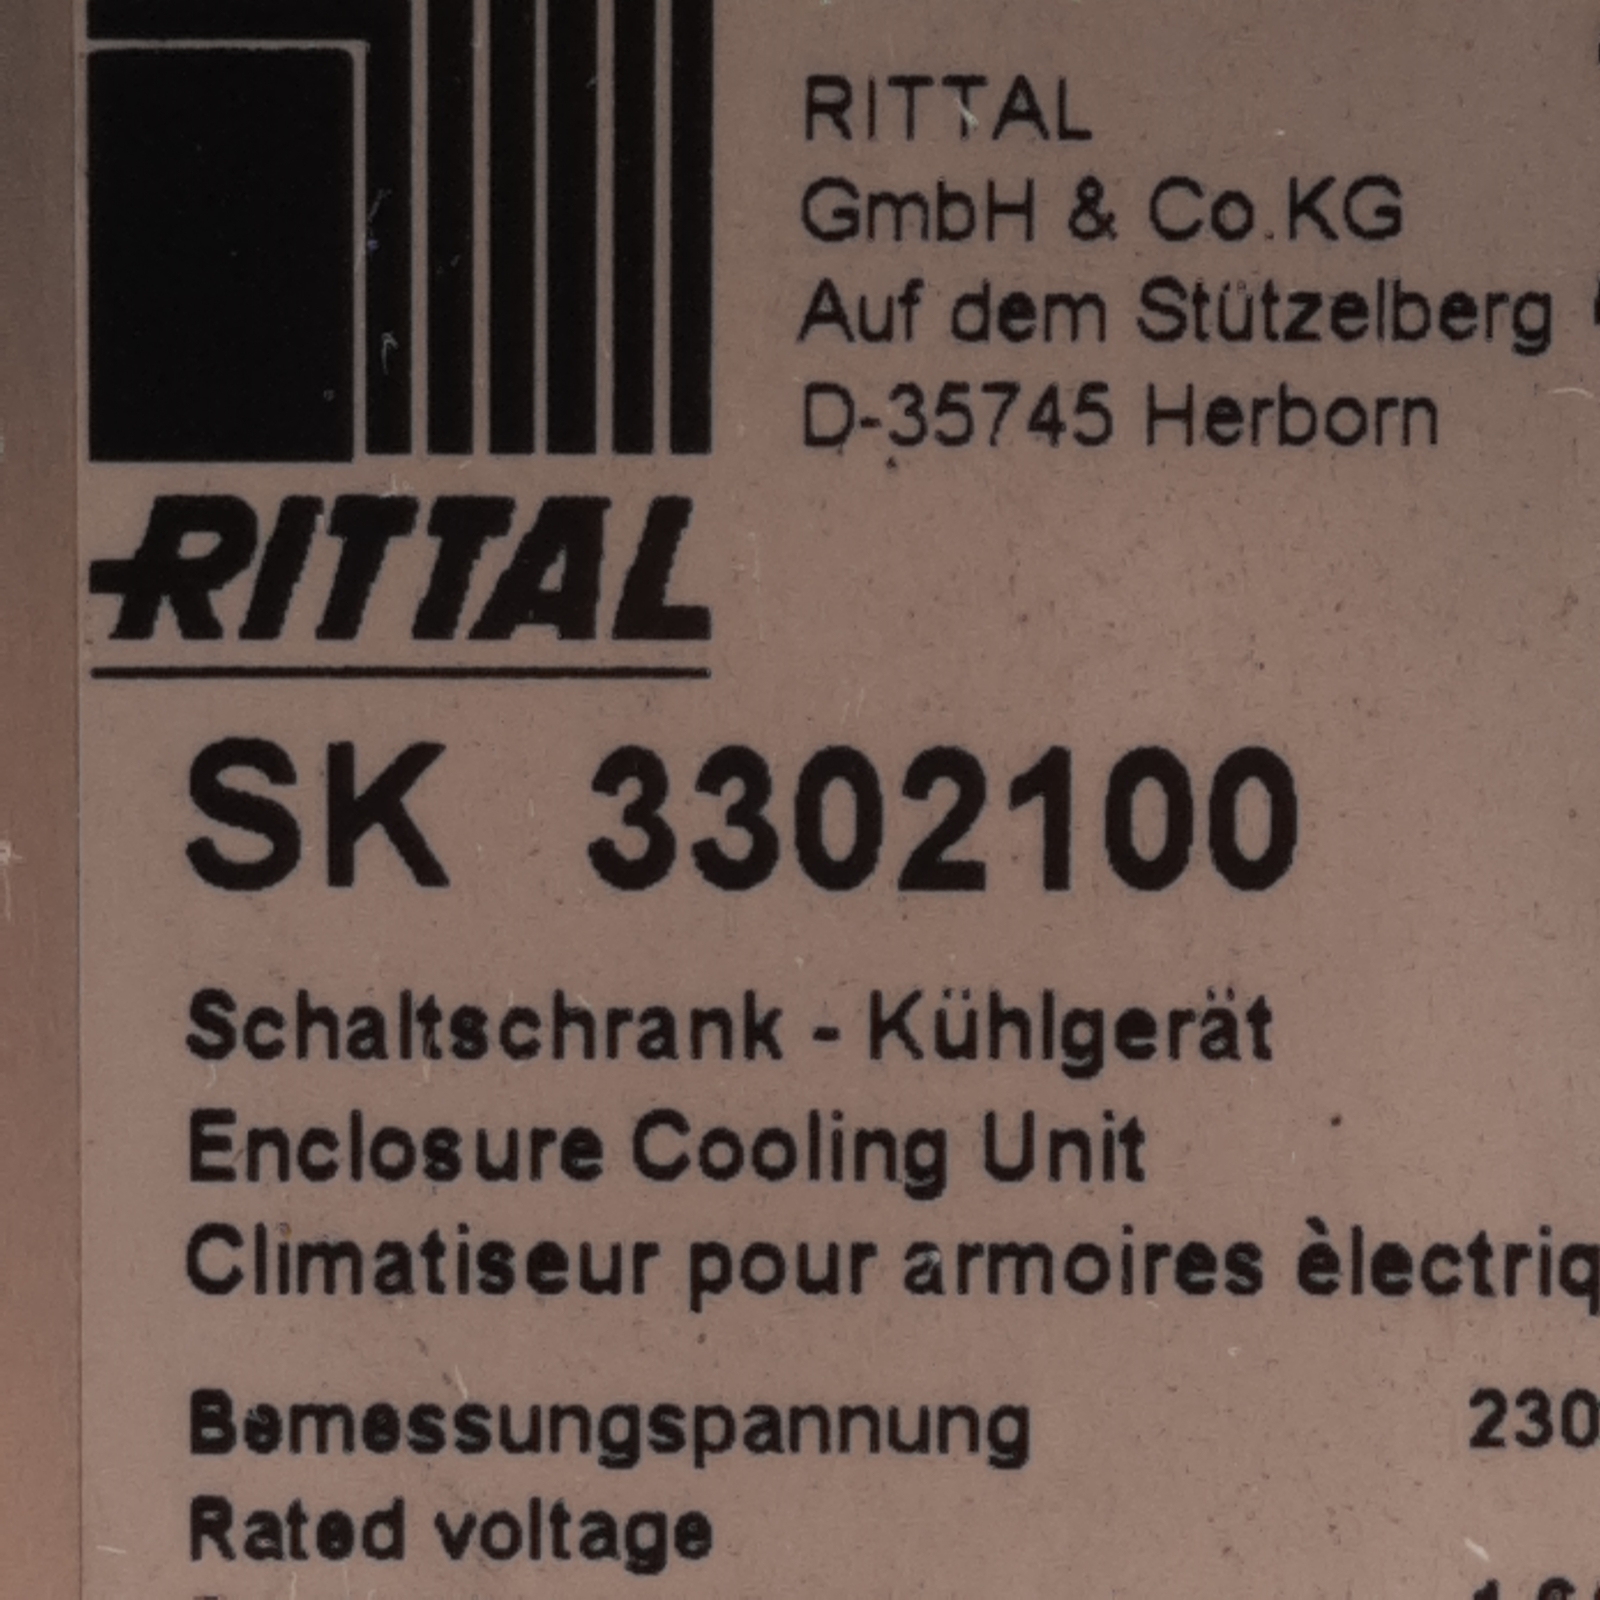 RITTAL
GmbH & Co.KG
Auf dem Stützelberg
D-35745 Herborn
RITTAL
SK 3302100
Schaltschrank - Kühlgerät
Enclosure Cooling Unit
Climatiseur pour armoires èlectriq
Bemessungspannung 230
Rated voltage